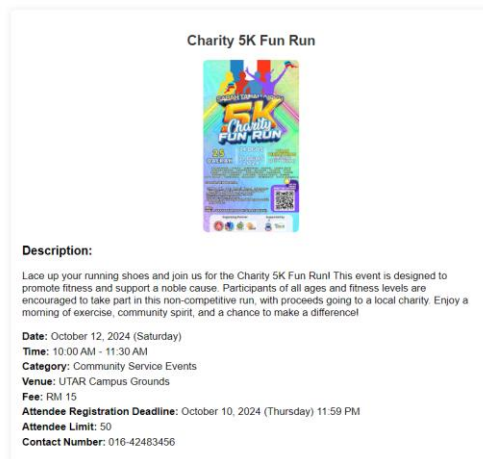 Charity 5K Fun Run
5K
Charity
FUN RUN
25
Description:
Lace up your running shoes and join us for the Charity 5K Fun Run! This event is designed to
promote fitness and support a noble cause. Participants of all ages and fitness levels are
encouraged to take part in this non-competitive run, with proceeds going to a local charity. Enjoy a
morning of exercise, community spirit, and a chance to make a difference!
Date: October 12, 2024 (Saturday)
Time: 10:00 AM - 11:30 AM
Category: Community Service Events
Venue: UTAR Campus Grounds
Fee: RM 15
Attendee Registration Deadline: October 10, 2024 (Thursday) 11:59 PM
Attendee Limit: 50
Contact Number: 016-42483456